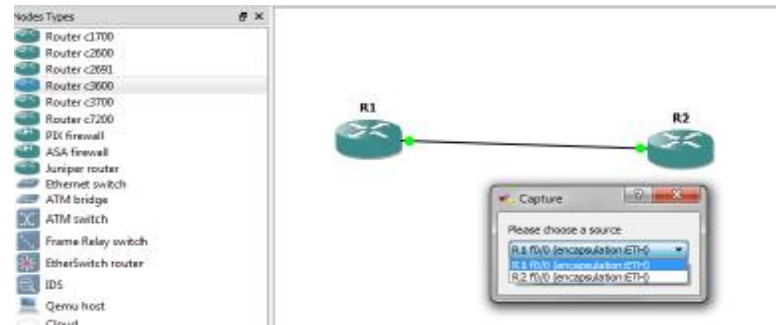 Nodes Types
Router c1700
Router c2600
Router c2691
Router c3600
Router c3700
Router c7200
PIX firewall
ASA firewall
Juniper router
Ethernet switch
ATM bridge
ATM switch
Frame Relay switch
EtherSwitch router
IDS
Qemu host
Cloud
R1
R2
Capture
Please choose a source
R1 f0/0 (encapsulation:ETH)
R1 f0/0 (encapsulation:ETH)
R2 f0/0 (encapsulation:ETH)